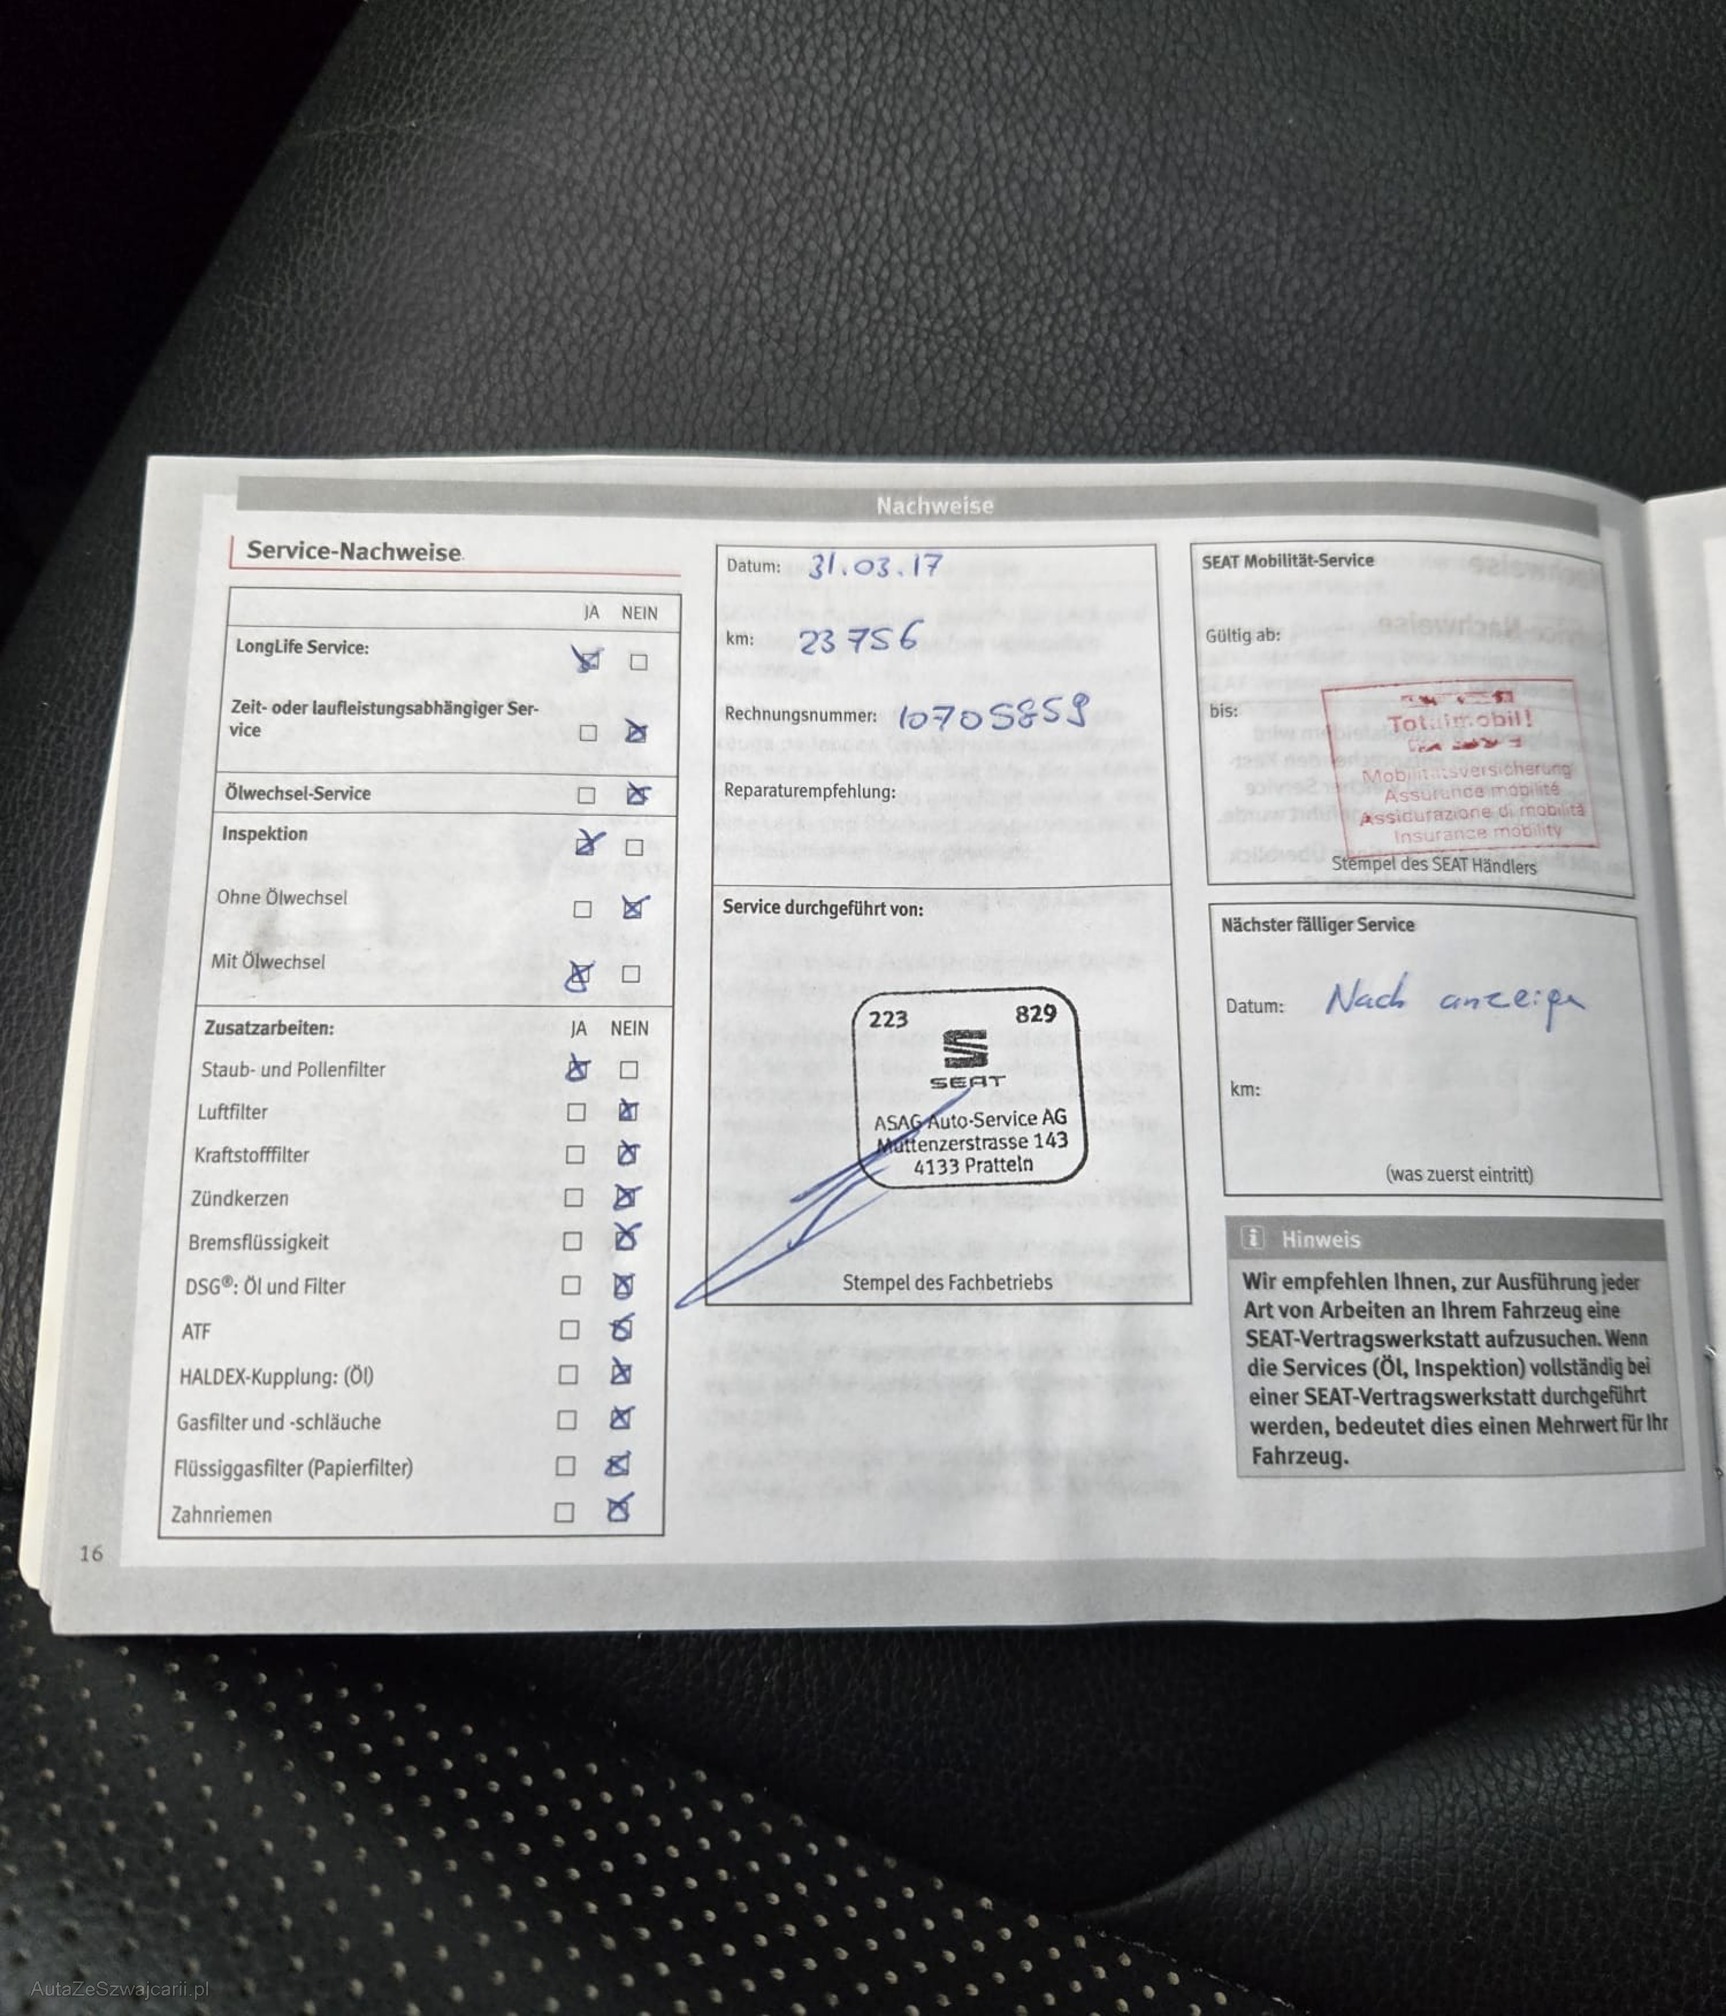 Nachweise
Service-Nachweise
JA NEIN
LongLife Service:
Zeit- oder laufleistungsabhängiger Ser-
vice
Ölwechsel-Service
Inspektion
Ohne Ölwechsel
Mit Ölwechsel
Zusatzarbeiten: JA NEIN
Staub- und Pollenfilter
Luftfilter
Kraftstofffilter
Zündkerzen
Bremsflüssigkeit
DSG®: Öl und Filter
ATF
HALDEX-Kupplung: (Öl)
Gasfilter und -schläuche
Flüssiggasfilter (Papierfilter)
Zahnriemen
16
Datum: 31.03.17
km: 23756
Rechnungsnummer: 10705859
Reparaturempfehlung:
Service durchgeführt von:
223 829
SEAT
ASAG Auto-Service AG
Muttenzerstrasse 143
4133 Pratteln
Stempel des Fachbetriebs
SEAT Mobilität-Service
Gültig ab:
bis:
Totalmobil!
Mobilitätsversicherung
Assurance mobilité
Assicurazione di mobilità
Insurance mobility
Stempel des SEAT Händlers
Nächster fälliger Service
Datum: Nach anzeige
km:
(was zuerst eintritt)
i Hinweis
Wir empfehlen Ihnen, zur Ausführung jeder
Art von Arbeiten an Ihrem Fahrzeug eine
SEAT-Vertragswerkstatt aufzusuchen. Wenn
die Services (Öl, Inspektion) vollständig bei
einer SEAT-Vertragswerkstatt durchgeführt
werden, bedeutet dies einen Mehrwert für Ihr
Fahrzeug.
AutaZeSzwajcarii.pl